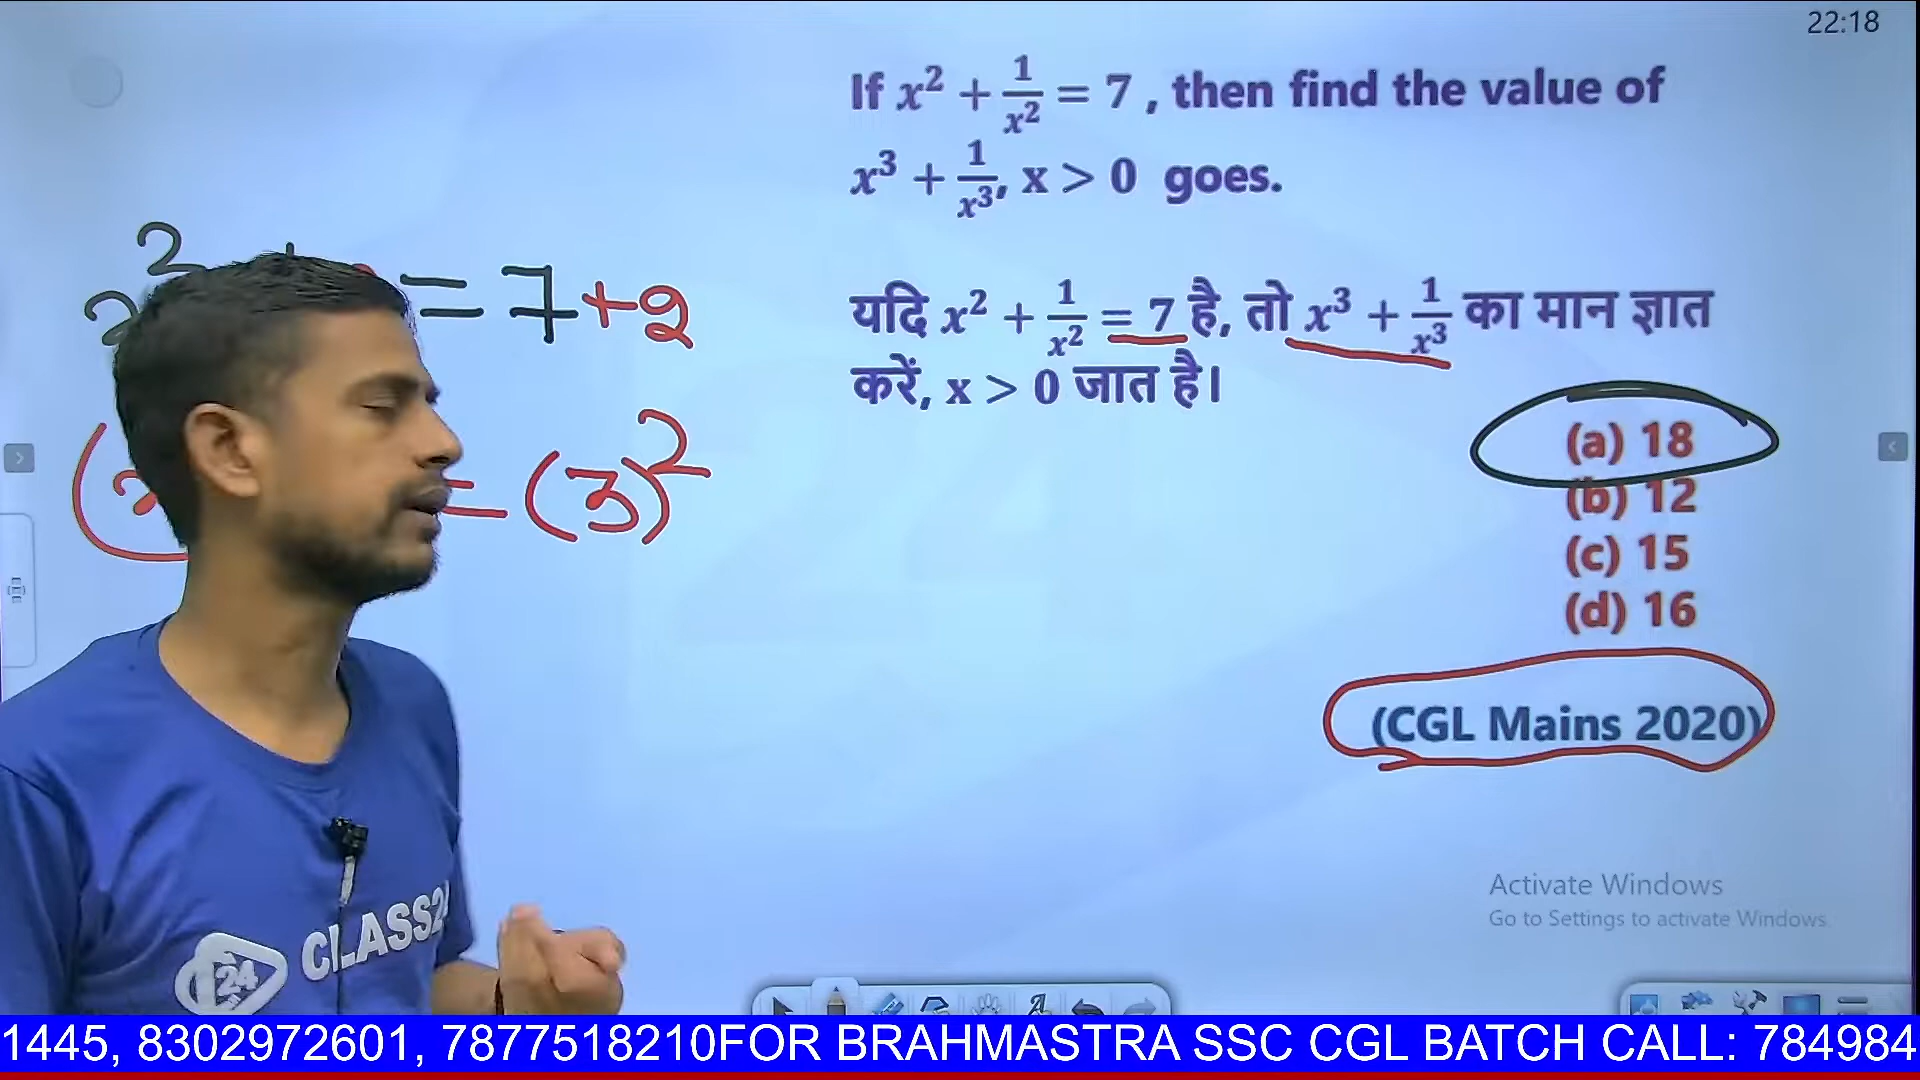 22:18
If x² + 1/x² = 7 , then find the value of
x³ + 1/x³, x > 0 goes.
यदि x² + 1/x² = 7 है, तो x³ + 1/x³ का मान ज्ञात
करें, x > 0 जात है।
= 7 + 2
= (3)²
(a) 18
(b) 12
(c) 15
(d) 16
(CGL Mains 2020)
Activate Windows
Go to Settings to activate Windows
24
CLASS24
1445, 8302972601, 7877518210FOR BRAHMASTRA SSC CGL BATCH CALL: 784984